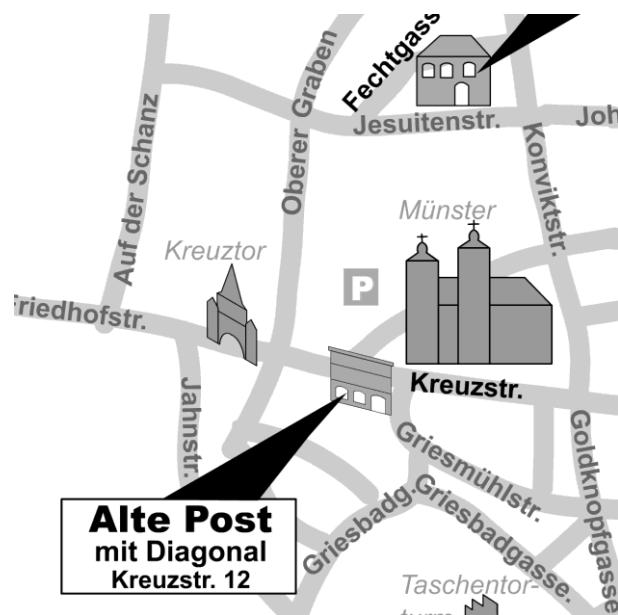 Fechtgass
Oberer Graben
Auf der Schanz
Jesuitenstr.
Joh
Konviktstr.
Münster
Kreuztor
P
Friedhofstr.
Kreuzstr.
Jahnstr.
Goldknopfgasse
Griesmühlstr.
Griesbadg.
Griesbadgasse.
Alte Post
mit Diagonal
Kreuzstr. 12
Taschentor-
turm